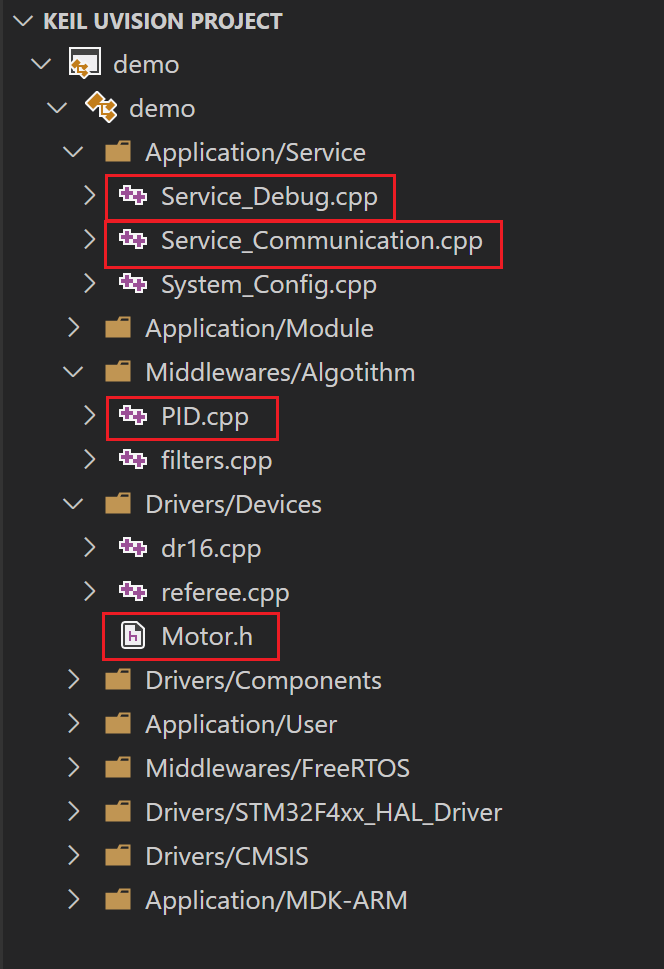 KEIL UVISION PROJECT
demo
demo
Application/Service
Service_Debug.cpp
Service_Communication.cpp
System_Config.cpp
Application/Module
Middlewares/Algotithm
PID.cpp
filters.cpp
Drivers/Devices
dr16.cpp
referee.cpp
Motor.h
Drivers/Components
Application/User
Middlewares/FreeRTOS
Drivers/STM32F4xx_HAL_Driver
Drivers/CMSIS
Application/MDK-ARM